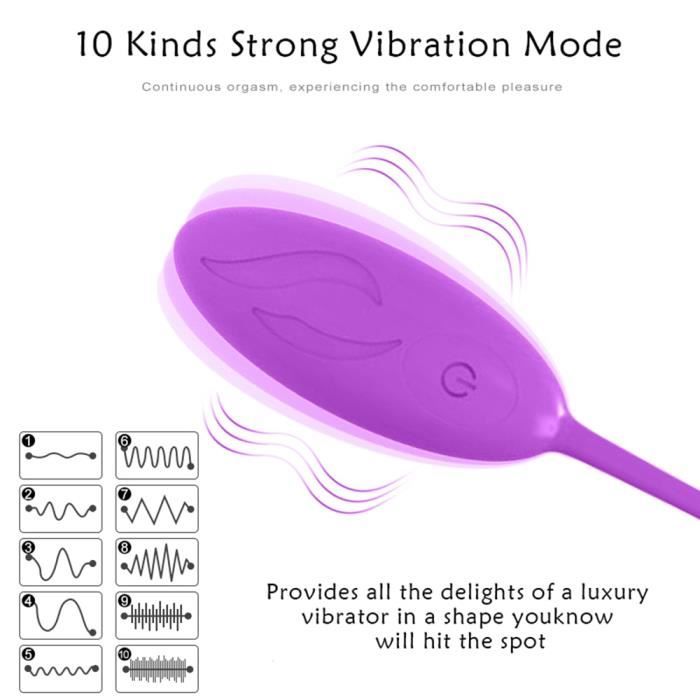 10 Kinds Strong Vibration Mode
Continuous orgasm, experiencing the comfortable pleasure
1
6
2
7
3
8
4
9
5
10
Provides all the delights of a luxury
vibrator in a shape youknow
will hit the spot